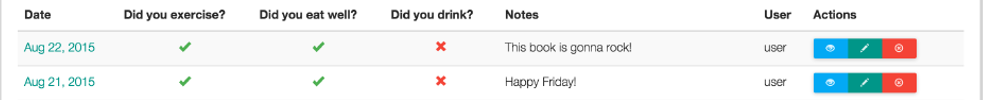 Date Did you exercise? Did you eat well? Did you drink? Notes User Actions
Aug 22, 2015 This book is gonna rock! user
Aug 21, 2015 Happy Friday! user